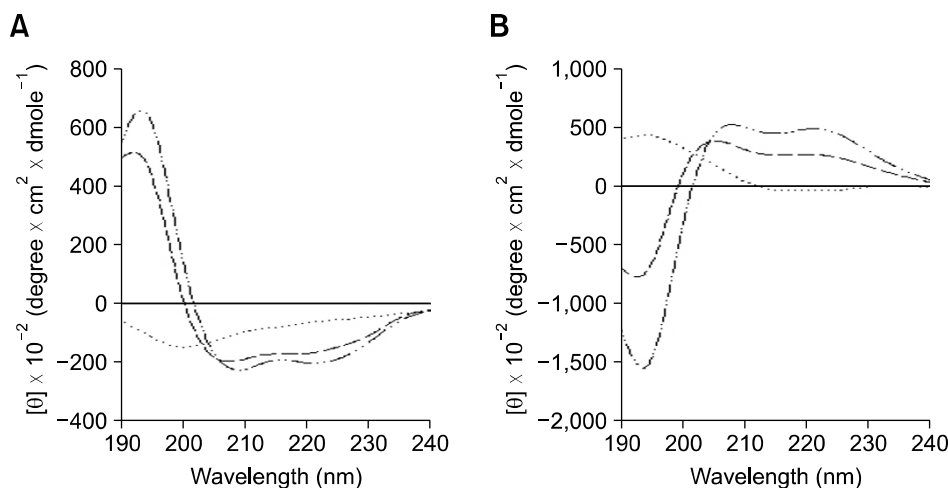 A
[θ] × 10⁻² (degree × cm² × dmole⁻¹)
800
600
400
200
0
−200
−400
190 200 210 220 230 240
Wavelength (nm)
B
[θ] × 10⁻² (degree × cm² × dmole⁻¹)
1,000
500
0
−500
−1,000
−1,500
−2,000
190 200 210 220 230 240
Wavelength (nm)